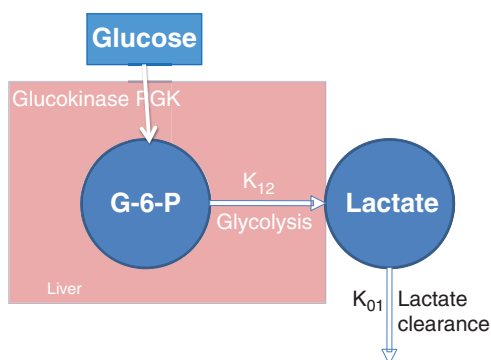 Glucose
Glucokinase PGK
G-6-P
K12
Glycolysis
Lactate
Liver
K01
Lactate
clearance